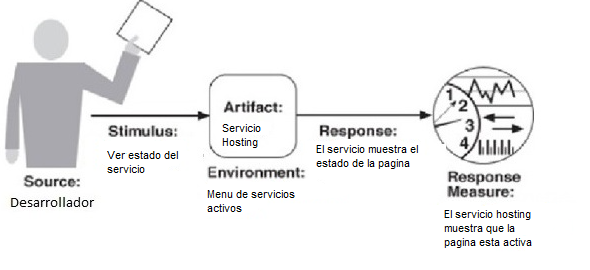 Source:
Desarrollador
Stimulus:
Ver estado del
servicio
Artifact:
Servicio
Hosting
Environment:
Menu de servicios
activos
Response:
El servicio muestra el
estado de la pagina
1
2
3
4
Response
Measure:
El servicio hosting
muestra que la
pagina esta activa